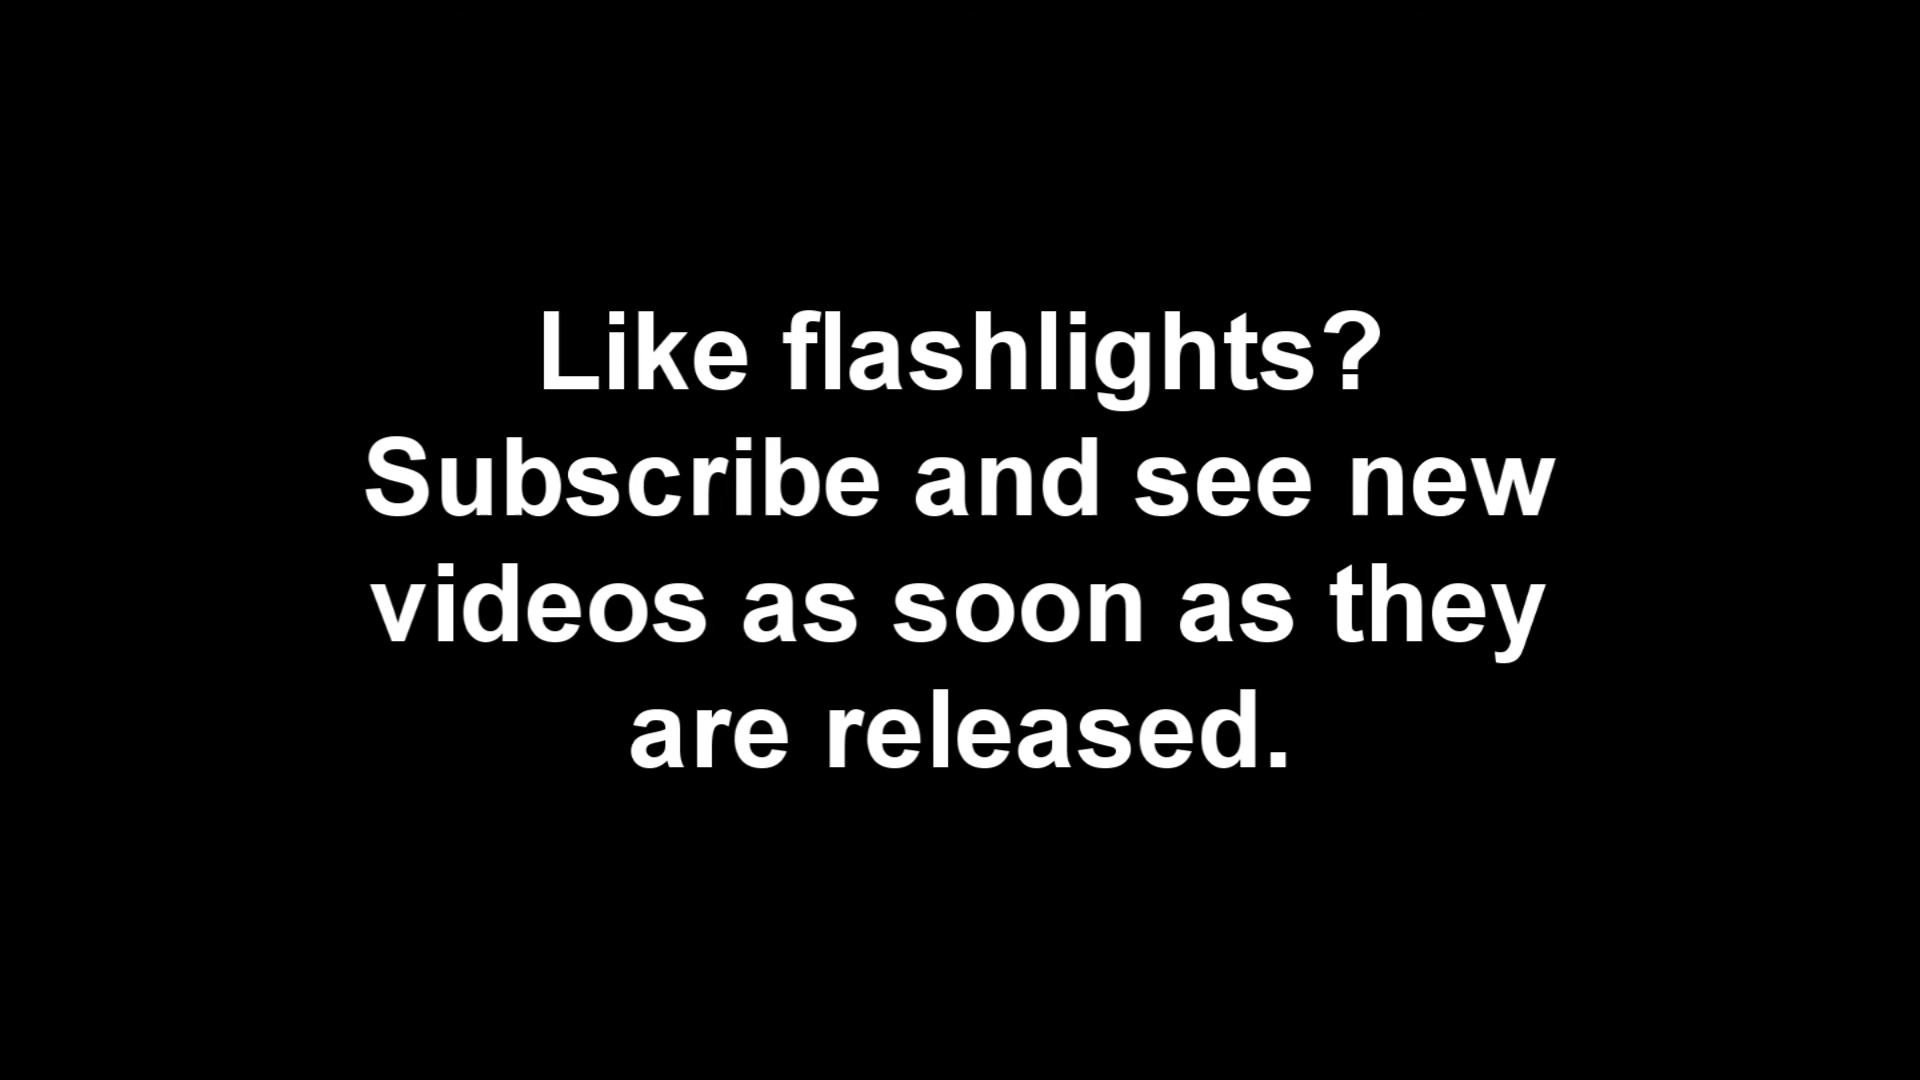 Like flashlights?
Subscribe and see new
videos as soon as they
are released.